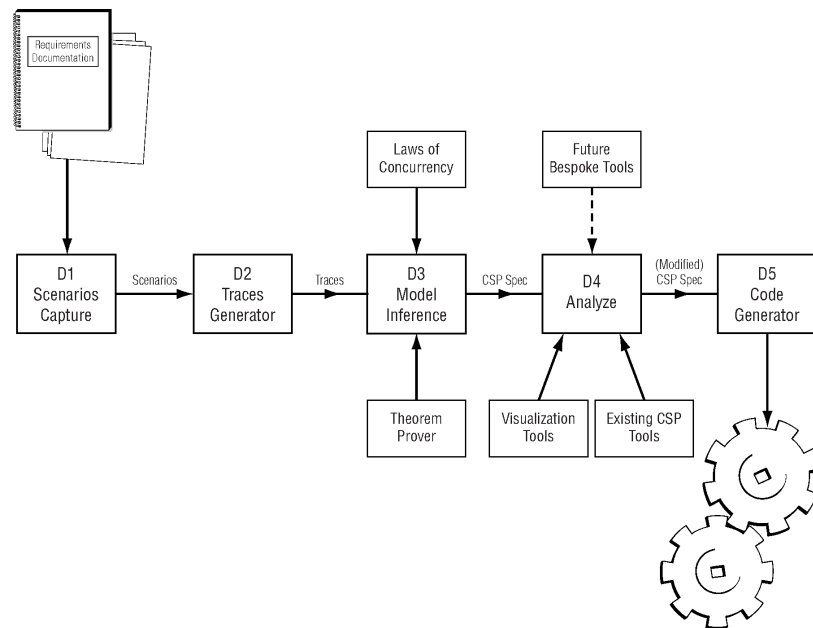 Requirements
Documentation
Laws of
Concurrency
Future
Bespoke Tools
D1
Scenarios
Capture
Scenarios
D2
Traces
Generator
Traces
D3
Model
Inference
CSP Spec
D4
Analyze
(Modified)
CSP Spec
D5
Code
Generator
Theorem
Prover
Visualization
Tools
Existing CSP
Tools